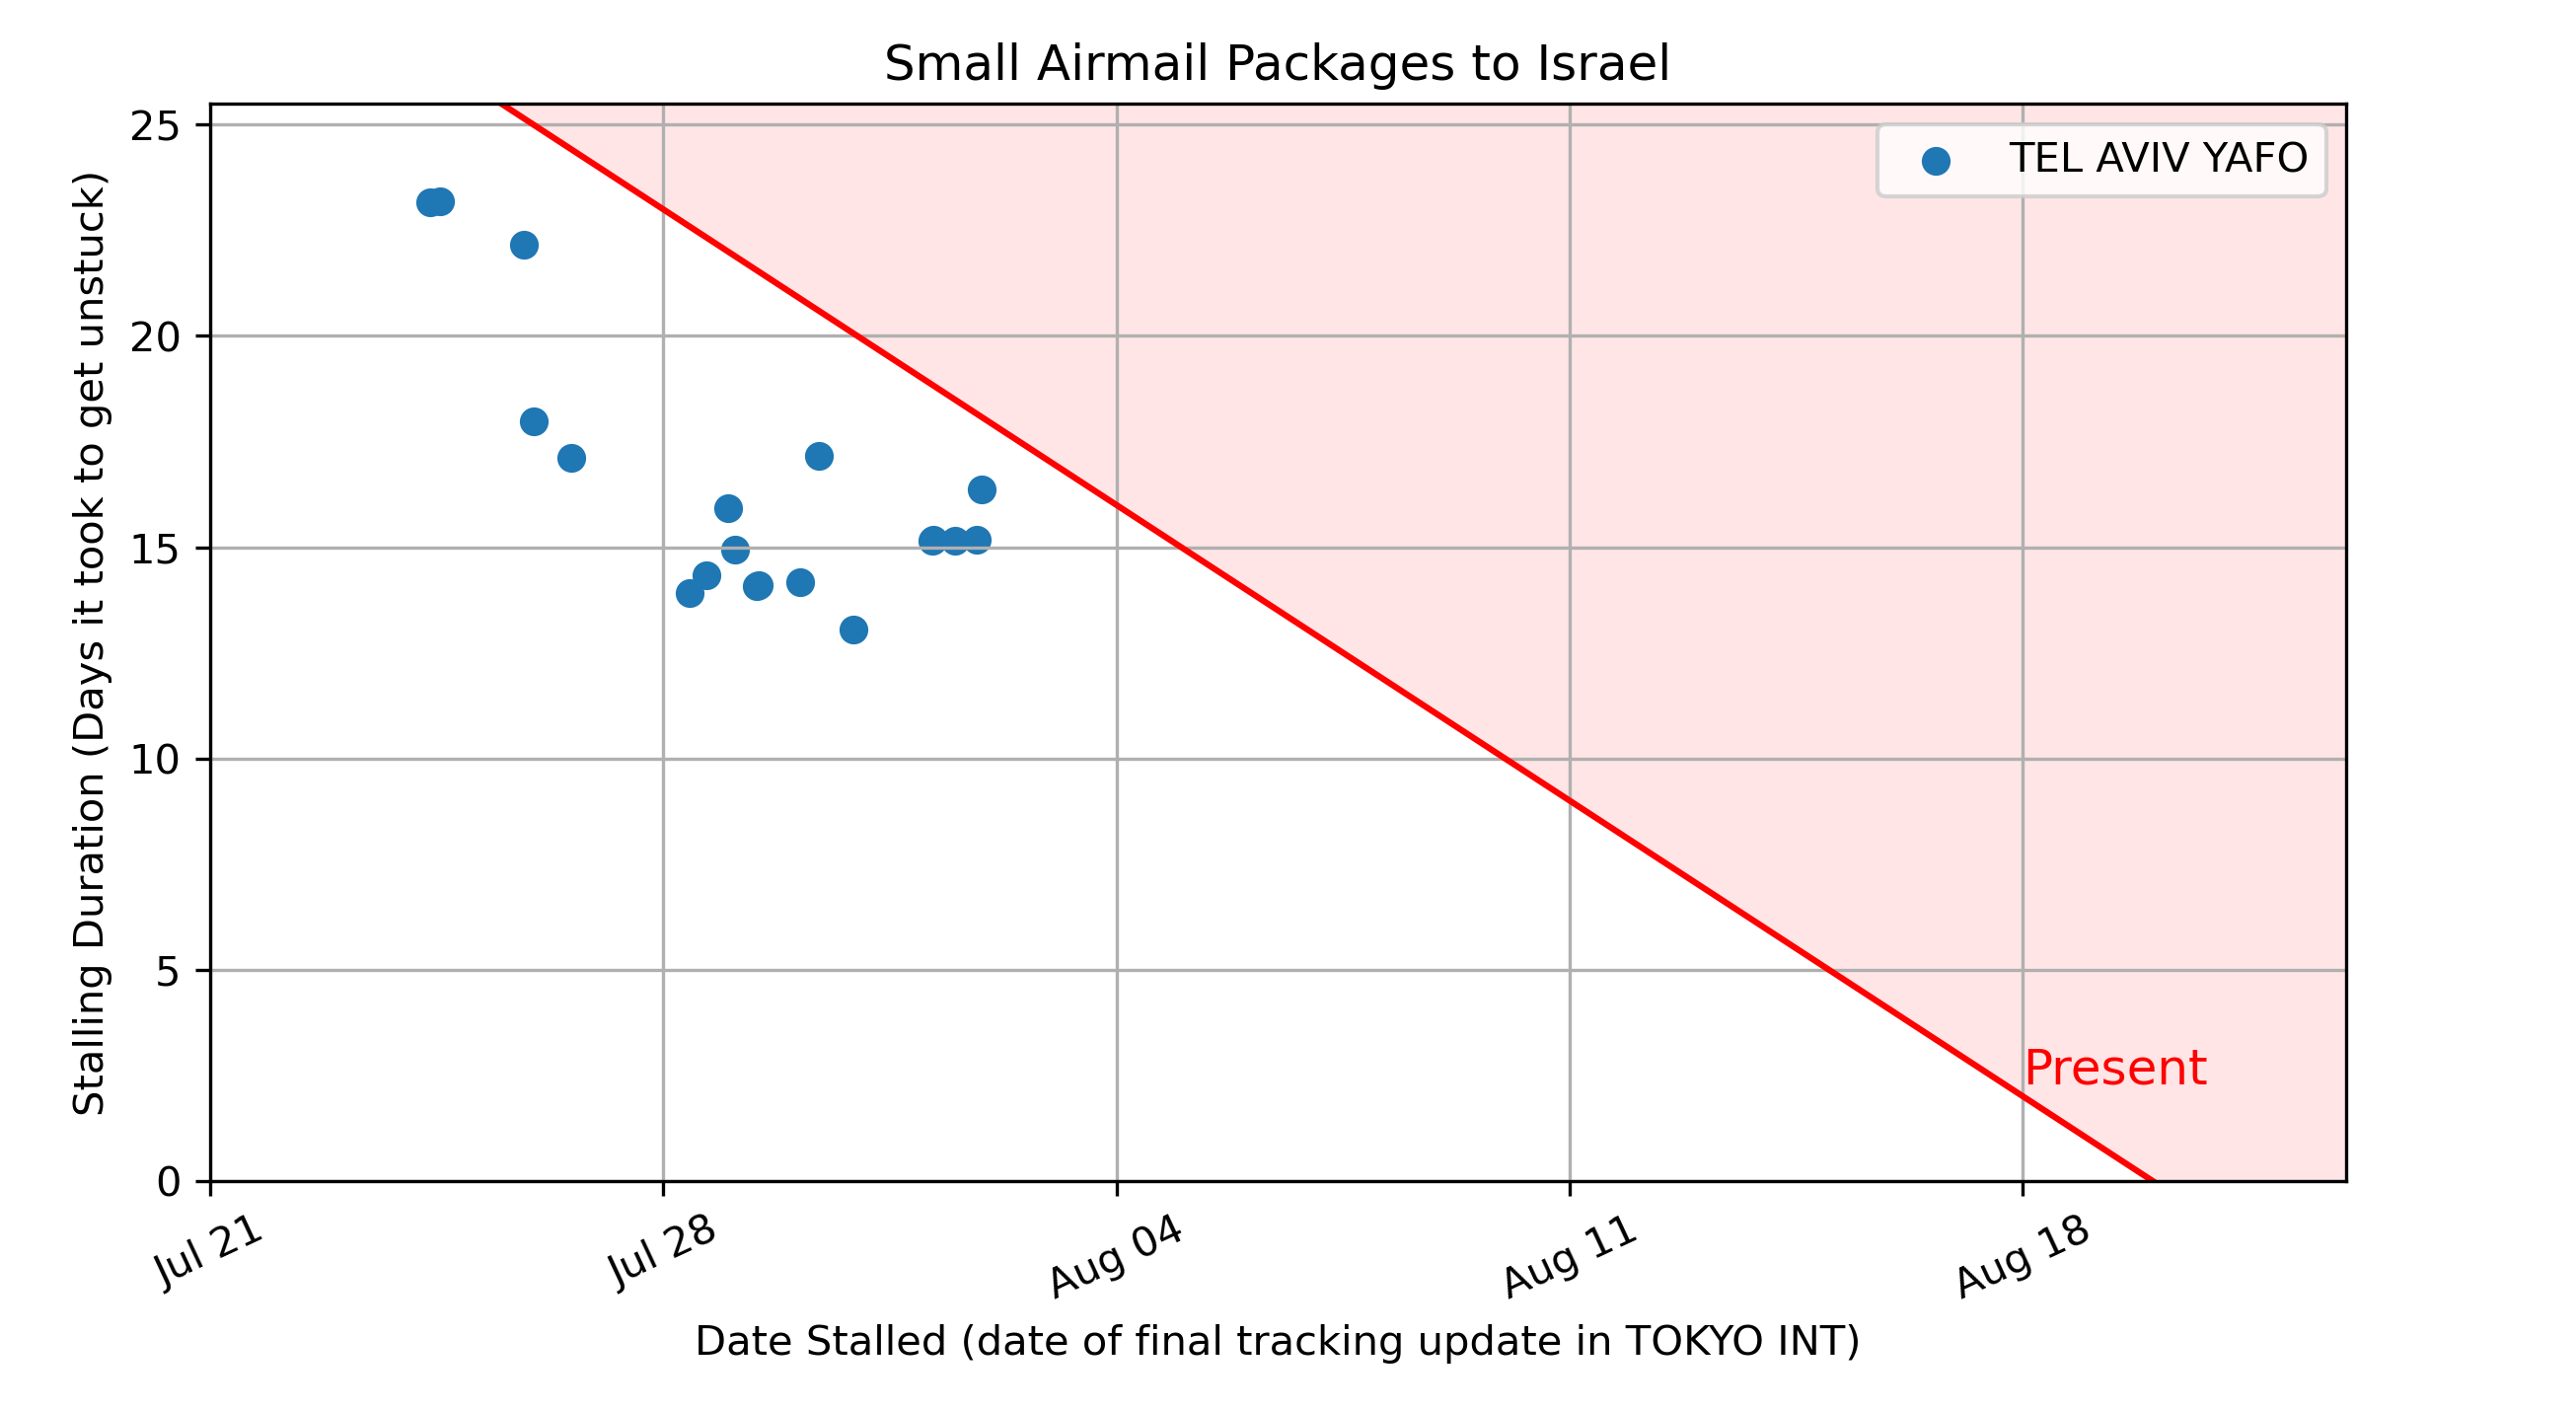 Small Airmail Packages to Israel
TEL AVIV YAFO
Stalling Duration (Days it took to get unstuck)
25
20
15
10
5
0
Present
Jul 21
Jul 28
Aug 04
Aug 11
Aug 18
Date Stalled (date of final tracking update in TOKYO INT)